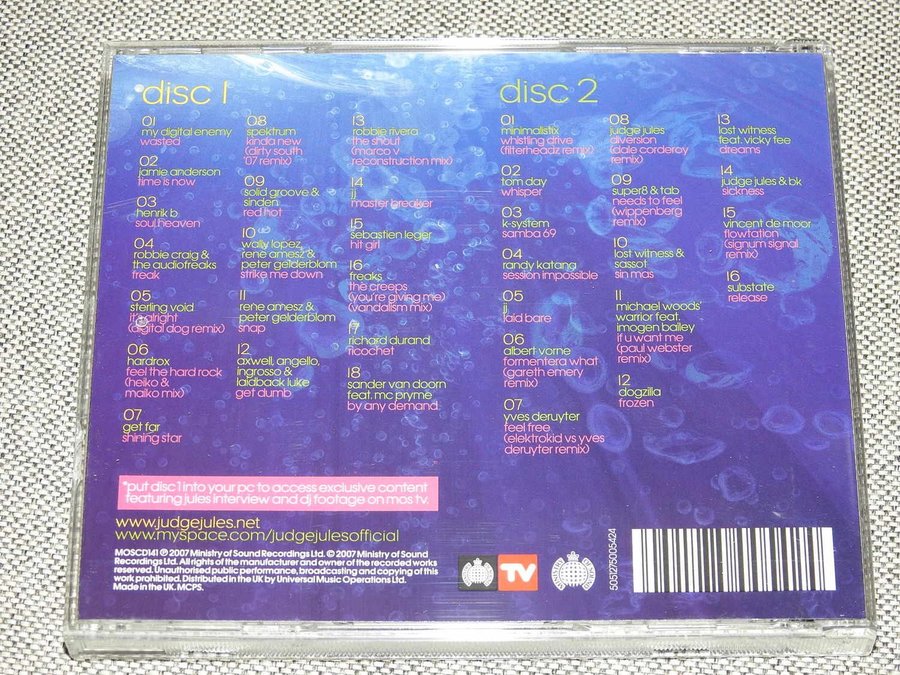 disc 1
01
my digital enemy
wasted
02
jamie anderson
time is now
03
henrik b
soul heaven
04
robbie craig &
the audiofreaks
freak
05
sterling void
it's alright
(digital dog remix)
06
hardrox
feel the hard rock
(heiko &
maiko mix)
07
get far
shining star
08
spektrum
kinda new
(dirty south
'07 remix)
09
solid groove &
sinden
red hot
10
wally lopez,
rene amesz &
peter gelderblom
strike me down
11
rene amesz &
peter gelderblom
snap
12
axwell, angello,
ingrosso &
laidback luke
get dumb
13
robbie rivera
the shout
(marco v
reconstruction mix)
14
jj
master breaker
15
sebastien leger
hit girl
16
freaks
the creeps
(you're giving me)
(vandalism mix)
17
richard durand
ricochet
18
sander van doorn
feat. mc pryme
by any demand
disc 2
01
minimalistix
whistling drive
(filterheadz remix)
02
tom day
whisper
03
k-system
samba 69
04
randy katana
session impossible
05
jj
laid bare
06
albert vorne
formentera what
(gareth emery
remix)
07
yves deruyter
feel free
(elektrokid vs yves
deruyter remix)
08
judge jules
diversion
(dale corderoy
remix)
09
super8 & tab
needs to feel
(wippenberg
remix)
10
lost witness &
sassot
sin mas
11
michael woods'
warrior feat.
imogen bailey
if u want me
(paul webster
remix)
12
dogzilla
frozen
13
lost witness
feat. vicky fee
dreams
14
judge jules & bk
sickness
15
vincent de moor
flowtation
(signum signal
remix)
16
substate
release
*put disc 1 into your pc to access exclusive content
featuring jules interview and dj footage on mos tv.
www.judgejules.net
www.myspace.com/judgejulesofficial
MOSCD141 ℗ 2007 Ministry of Sound Recordings Ltd. © 2007 Ministry of Sound
Recordings Ltd. All rights of the manufacturer and owner of the recorded works
reserved. Unauthorised public performance, broadcasting and copying of this
work prohibited. Distributed in the UK by Universal Music Operations Ltd.
Made in the UK. MCPS.
TV
5051275005424